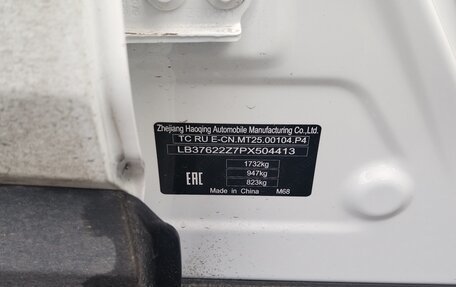 Zhejiang Haoqing Automobile Manufacturing Co.,Ltd.
TC RU E-CN.MT25.00104.P4
LB37622Z7PX504413
1732kg
947kg
EAC
823kg
Made in China M68